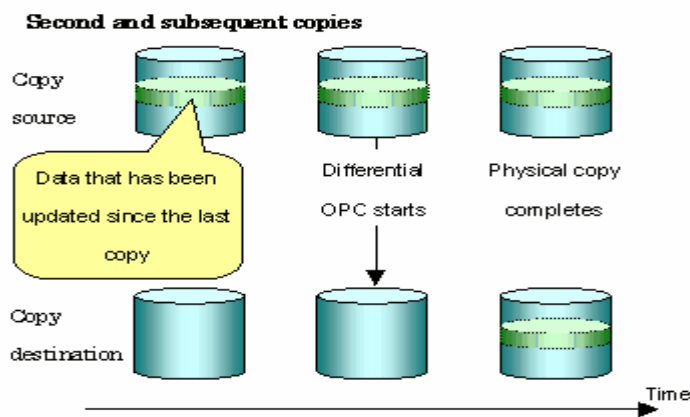 Second and subsequent copies
Copy
source
Data that has been
updated since the last
copy
Differential
OPC starts
Physical copy
completes
Copy
destination
Time